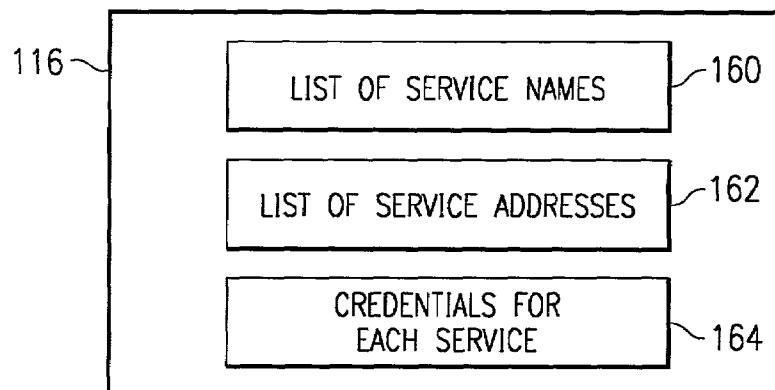 116
LIST OF SERVICE NAMES
160
LIST OF SERVICE ADDRESSES
162
CREDENTIALS FOR
EACH SERVICE
164